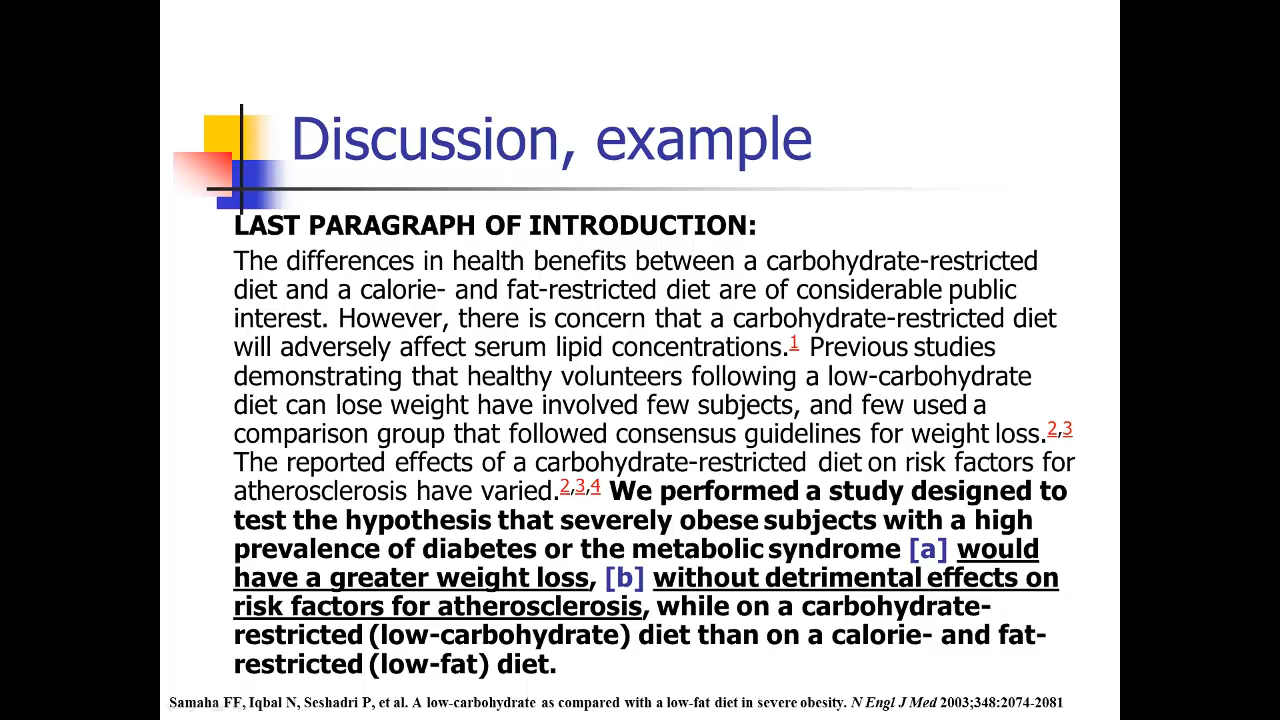 Discussion, example
LAST PARAGRAPH OF INTRODUCTION:
The differences in health benefits between a carbohydrate-restricted
diet and a calorie- and fat-restricted diet are of considerable public
interest. However, there is concern that a carbohydrate-restricted diet
will adversely affect serum lipid concentrations.1 Previous studies
demonstrating that healthy volunteers following a low-carbohydrate
diet can lose weight have involved few subjects, and few used a
comparison group that followed consensus guidelines for weight loss.2,3
The reported effects of a carbohydrate-restricted diet on risk factors for
atherosclerosis have varied.2,3,4 We performed a study designed to
test the hypothesis that severely obese subjects with a high
prevalence of diabetes or the metabolic syndrome [a] would
have a greater weight loss, [b] without detrimental effects on
risk factors for atherosclerosis, while on a carbohydrate-
restricted (low-carbohydrate) diet than on a calorie- and fat-
restricted (low-fat) diet.
Samaha FF, Iqbal N, Seshadri P, et al. A low-carbohydrate as compared with a low-fat diet in severe obesity. N Engl J Med 2003;348:2074-2081